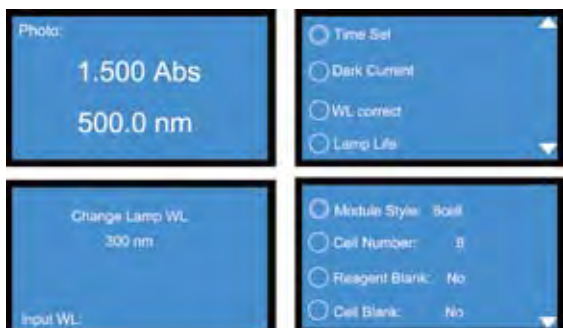 Photo:
1.500 Abs
500.0 nm
Time Set
Dark Current
WL correct
Lamp Life
Change Lamp WL
300 nm
Input WL:
Module Style: 8cell
Cell Number: 8
Reagent Blank: No
Cell Blank: No